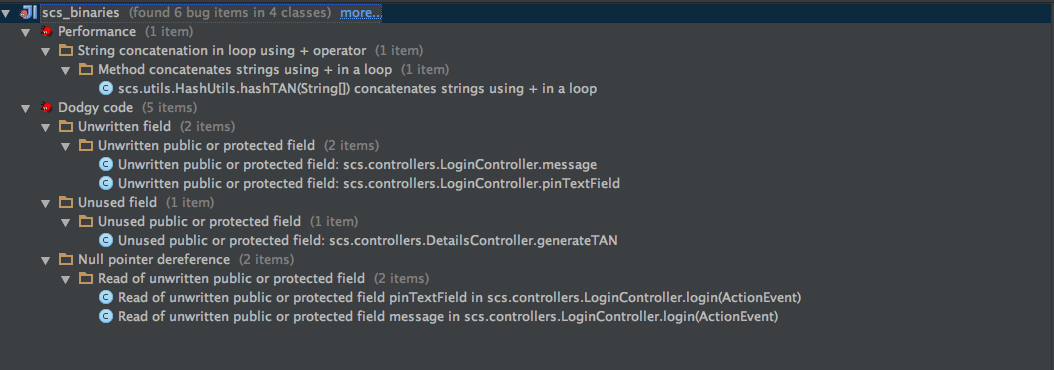 scs_binaries (found 6 bug items in 4 classes) more...
Performance (1 item)
String concatenation in loop using + operator (1 item)
Method concatenates strings using + in a loop (1 item)
scs.utils.HashUtils.hashTAN(String[]) concatenates strings using + in a loop
Dodgy code (5 items)
Unwritten field (2 items)
Unwritten public or protected field (2 items)
Unwritten public or protected field: scs.controllers.LoginController.message
Unwritten public or protected field: scs.controllers.LoginController.pinTextField
Unused field (1 item)
Unused public or protected field (1 item)
Unused public or protected field: scs.controllers.DetailsController.generateTAN
Null pointer dereference (2 items)
Read of unwritten public or protected field (2 items)
Read of unwritten public or protected field pinTextField in scs.controllers.LoginController.login(ActionEvent)
Read of unwritten public or protected field message in scs.controllers.LoginController.login(ActionEvent)